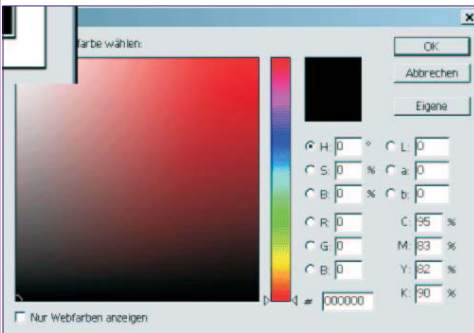 farbe wählen:
OK
Abbrechen
Eigene
H: 0 °
S: 0 %
B: 0 %
R: 0
G: 0
B: 0
# 000000
L: 0
a: 0
b: 0
C: 95 %
M: 83 %
Y: 82 %
K: 90 %
Nur Webfarben anzeigen